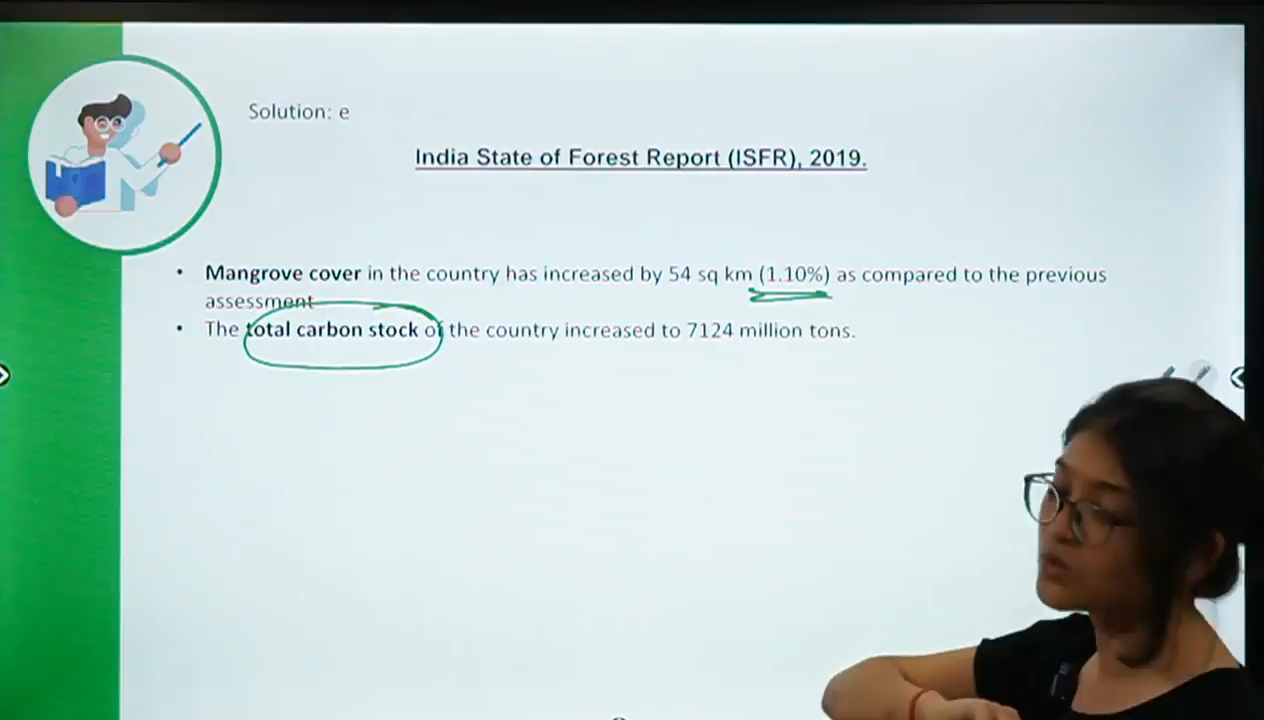 Solution: e
India State of Forest Report (ISFR), 2019.
• Mangrove cover in the country has increased by 54 sq km (1.10%) as compared to the previous
assessment
• The total carbon stock of the country increased to 7124 million tons.